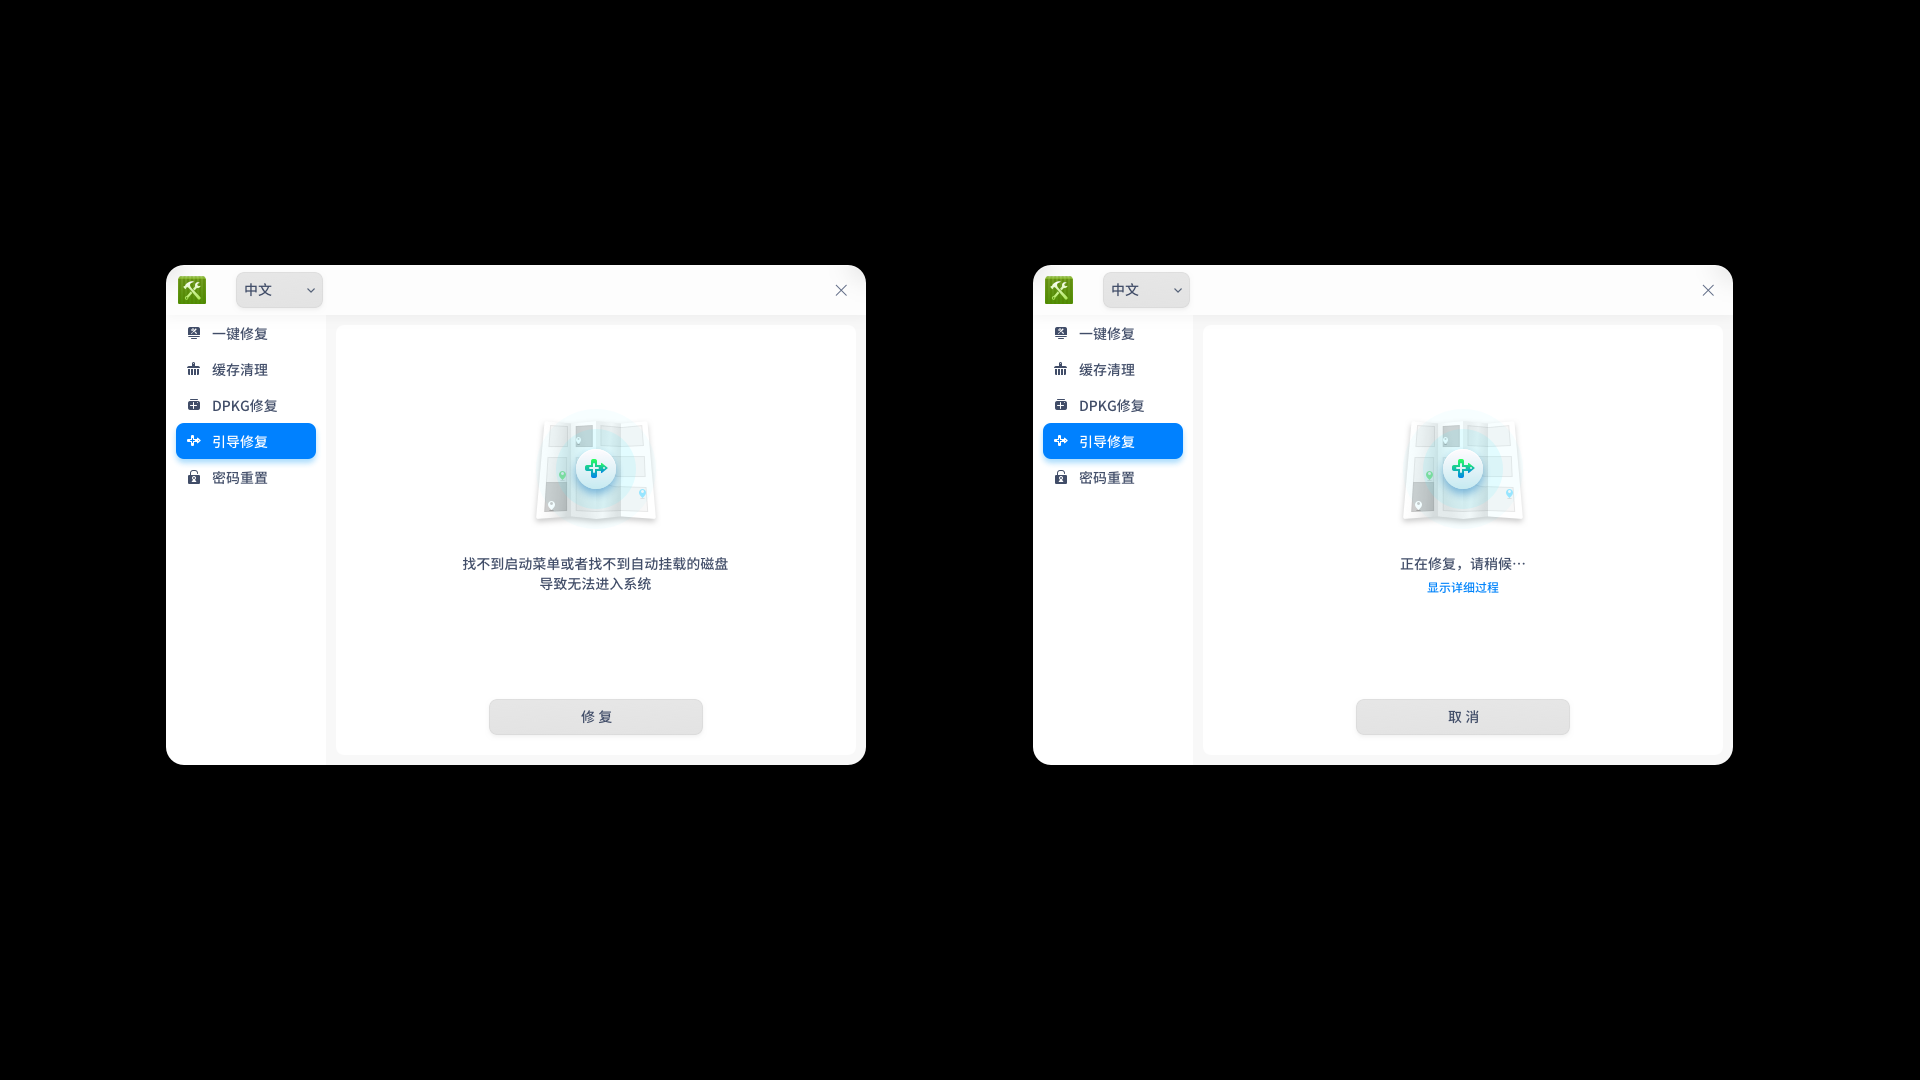 中文
一键修复
缓存清理
DPKG修复
引导修复
密码重置
找不到启动菜单或者找不到自动挂载的磁盘
导致无法进入系统
修 复
中文
一键修复
缓存清理
DPKG修复
引导修复
密码重置
正在修复，请稍候…
显示详细过程
取 消